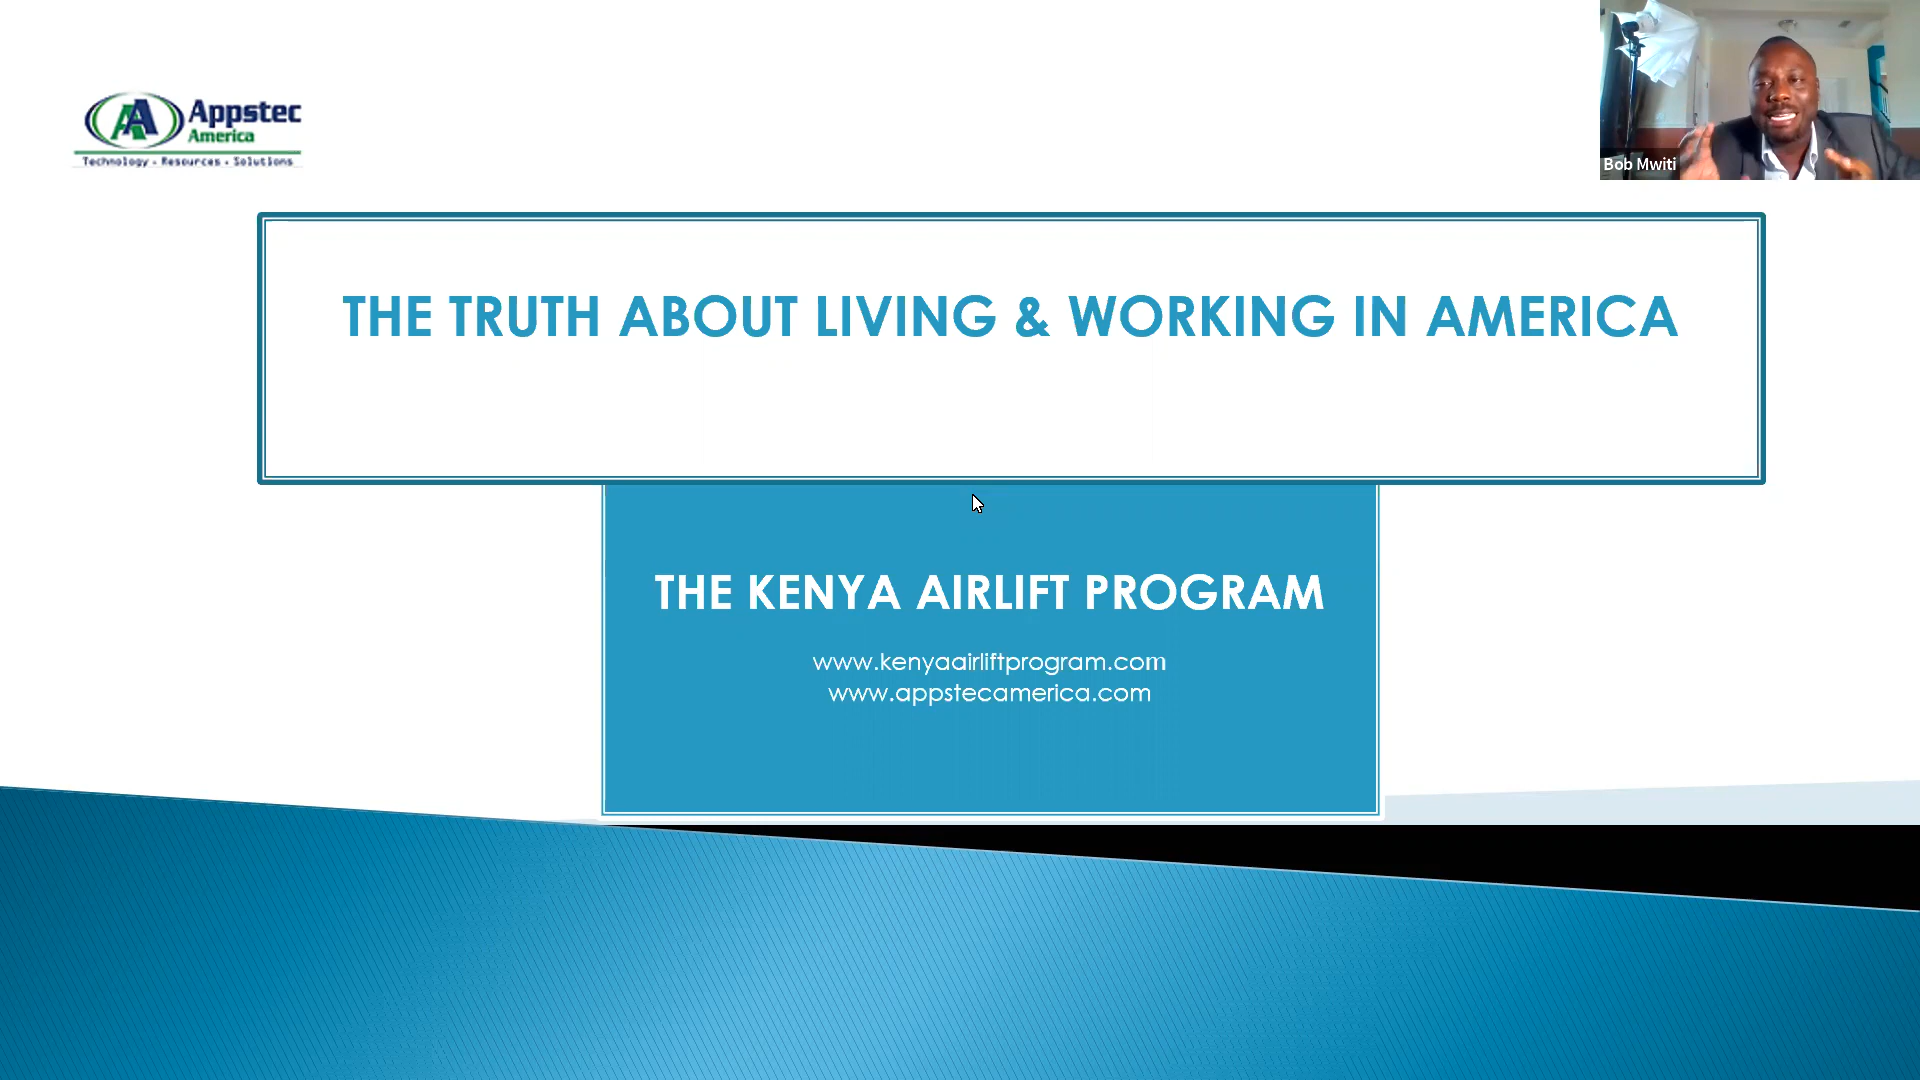 Appstec
America
Technology - Resources - Solutions
Bob Mwiti
THE TRUTH ABOUT LIVING & WORKING IN AMERICA
THE KENYA AIRLIFT PROGRAM
www.kenyaairliftprogram.com
www.appstecamerica.com